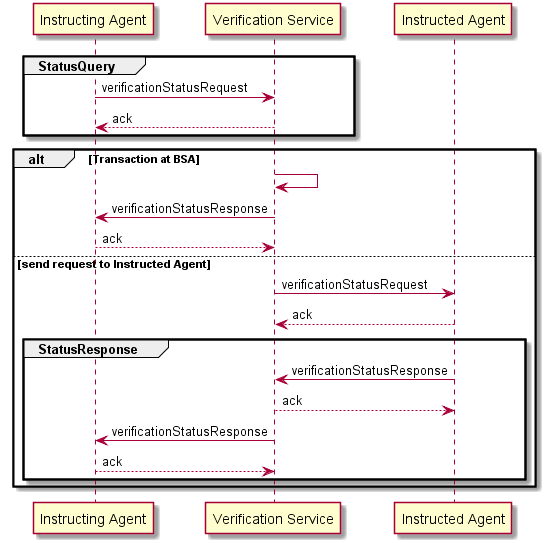 Instructing Agent Verification Service Instructed Agent
StatusQuery
verificationStatusRequest
ack
alt [Transaction at BSA]
verificationStatusResponse
ack
[send request to Instructed Agent]
verificationStatusRequest
ack
StatusResponse
verificationStatusResponse
ack
verificationStatusResponse
ack
Instructing Agent Verification Service Instructed Agent